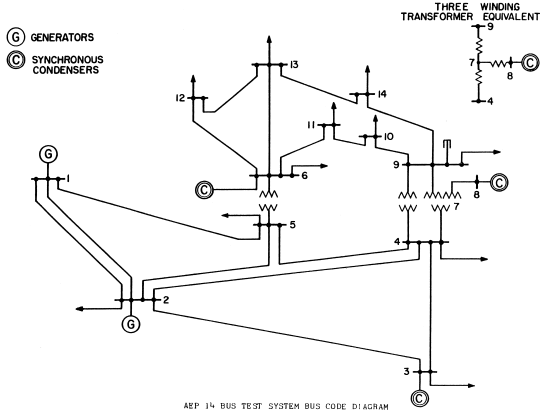 THREE WINDING
TRANSFORMER EQUIVALENT
9
7
C
8
4
G GENERATORS
C SYNCHRONOUS
CONDENSERS
13
14
12
11
10
G
1
9
C
6
C
8
7
5
4
2
G
3
C
AEP 14 BUS TEST SYSTEM BUS CODE DIAGRAM